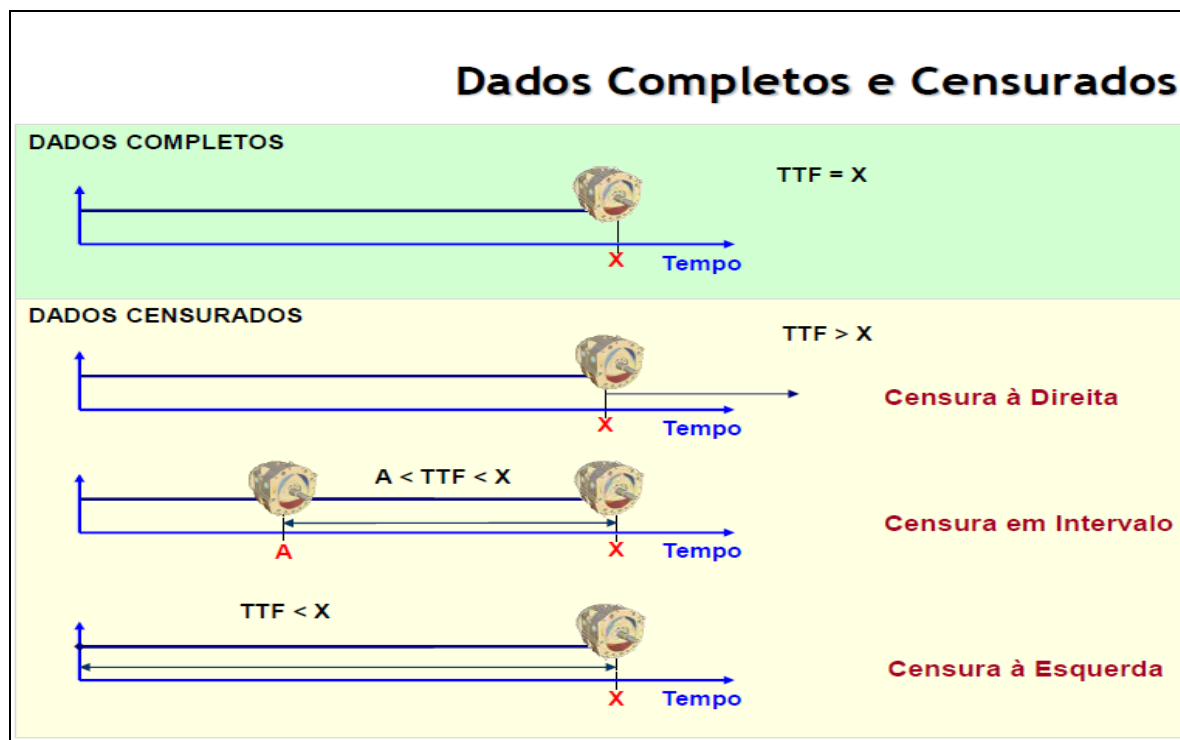 Dados Completos e Censurados
DADOS COMPLETOS
TTF = X
X
Tempo
DADOS CENSURADOS
TTF > X
Censura à Direita
X
Tempo
A < TTF < X
Censura em Intervalo
A
X
Tempo
TTF < X
Censura à Esquerda
X
Tempo